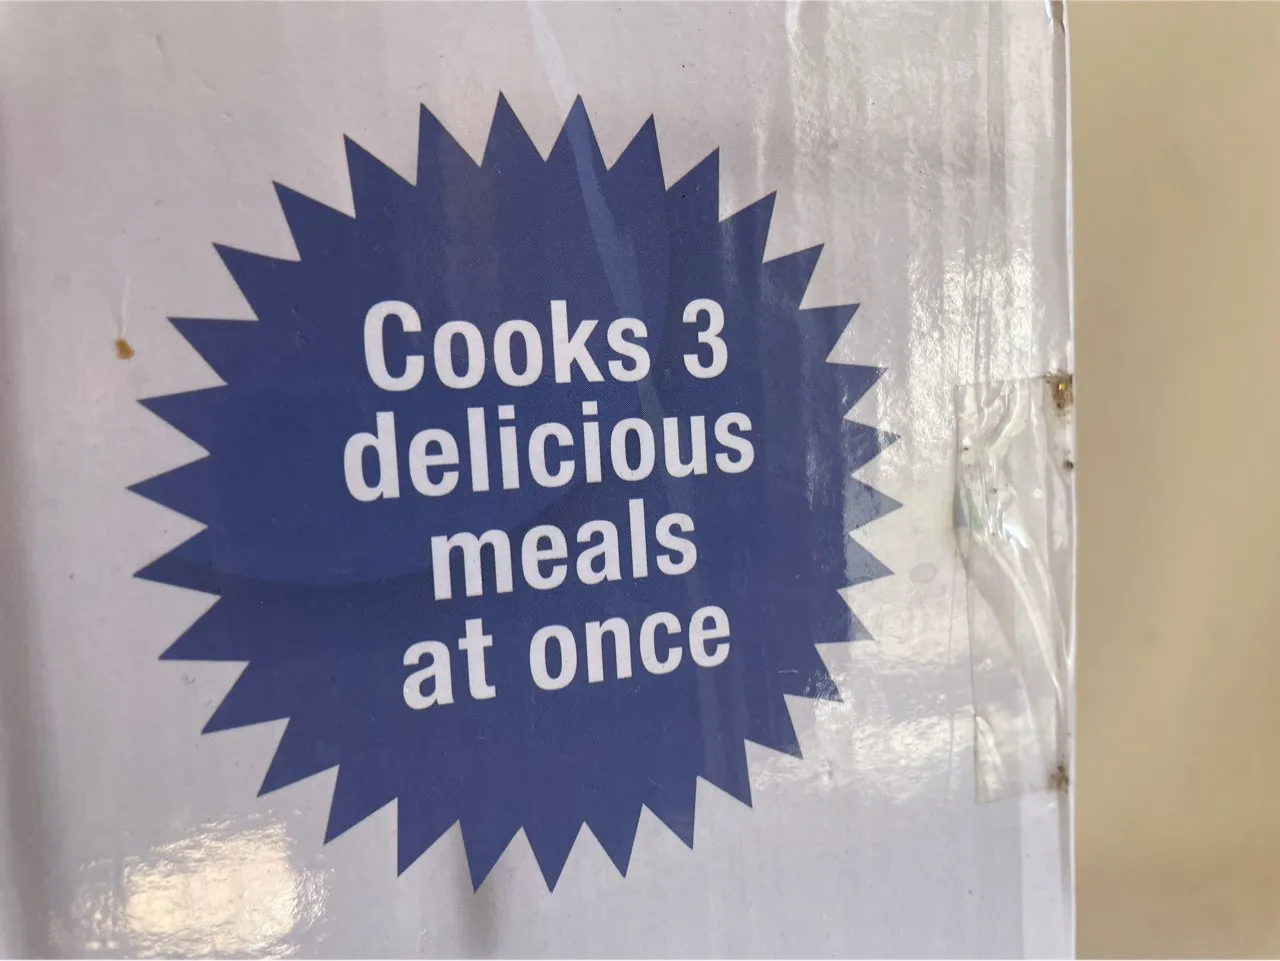 Cooks 3
delicious
meals
at once